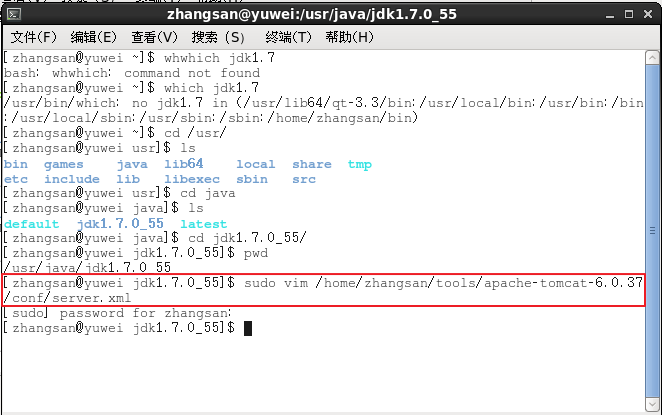 zhangsan@yuwei:/usr/java/jdk1.7.0_55
文件(F) 编辑(E) 查看(V) 搜索 (S) 终端(T) 帮助(H)
[zhangsan@yuwei ~]$ whwhich jdk1.7
bash: whwhich: command not found
[zhangsan@yuwei ~]$ which jdk1.7
/usr/bin/which: no jdk1.7 in (/usr/lib64/qt-3.3/bin:/usr/local/bin:/usr/bin:/bin
:/usr/local/sbin:/usr/sbin:/sbin:/home/zhangsan/bin)
[zhangsan@yuwei ~]$ cd /usr/
[zhangsan@yuwei usr]$ ls
bin games java lib64 local share tmp
etc include lib libexec sbin src
[zhangsan@yuwei usr]$ cd java
[zhangsan@yuwei java]$ ls
default jdk1.7.0_55 latest
[zhangsan@yuwei java]$ cd jdk1.7.0_55/
[zhangsan@yuwei jdk1.7.0_55]$ pwd
/usr/java/jdk1.7.0_55
[zhangsan@yuwei jdk1.7.0_55]$ sudo vim /home/zhangsan/tools/apache-tomcat-6.0.37
/conf/server.xml
[sudo] password for zhangsan:
[zhangsan@yuwei jdk1.7.0_55]$